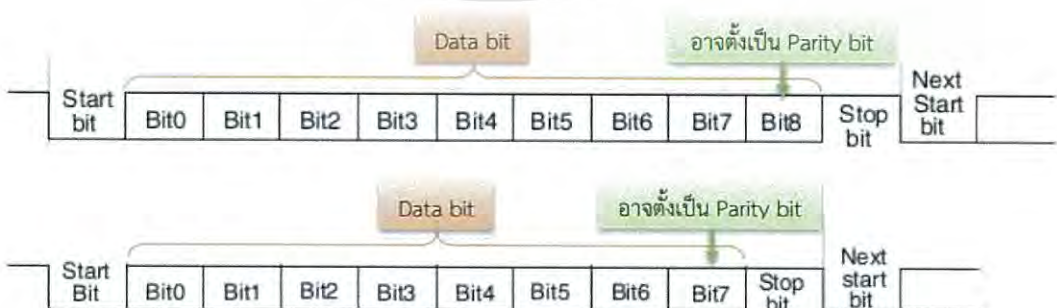 Data bit
อาจตั้งเป็น Parity bit
Start bit Bit0 Bit1 Bit2 Bit3 Bit4 Bit5 Bit6 Bit7 Bit8 Stop bit Next Start bit
Data bit
อาจตั้งเป็น Parity bit
Start Bit Bit0 Bit1 Bit2 Bit3 Bit4 Bit5 Bit6 Bit7 Stop bit Next start bit